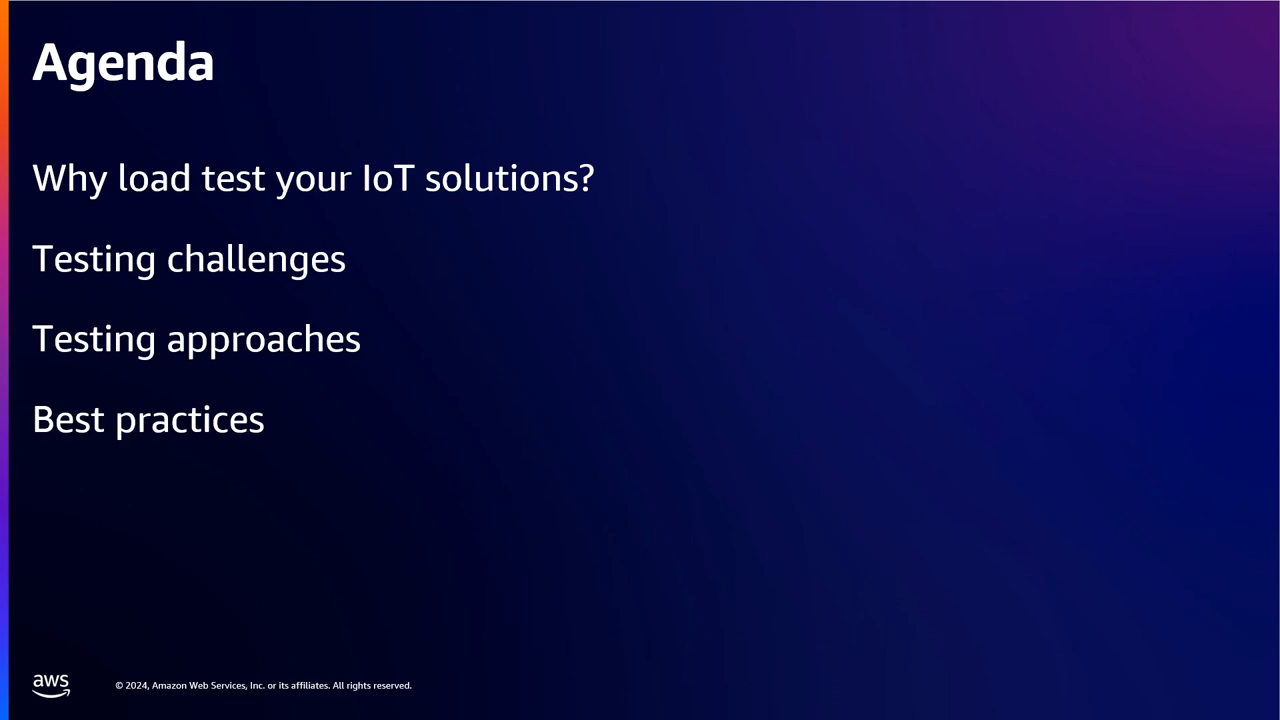 Agenda
Why load test your IoT solutions?
Testing challenges
Testing approaches
Best practices
aws
© 2024, Amazon Web Services, Inc. or its affiliates. All rights reserved.